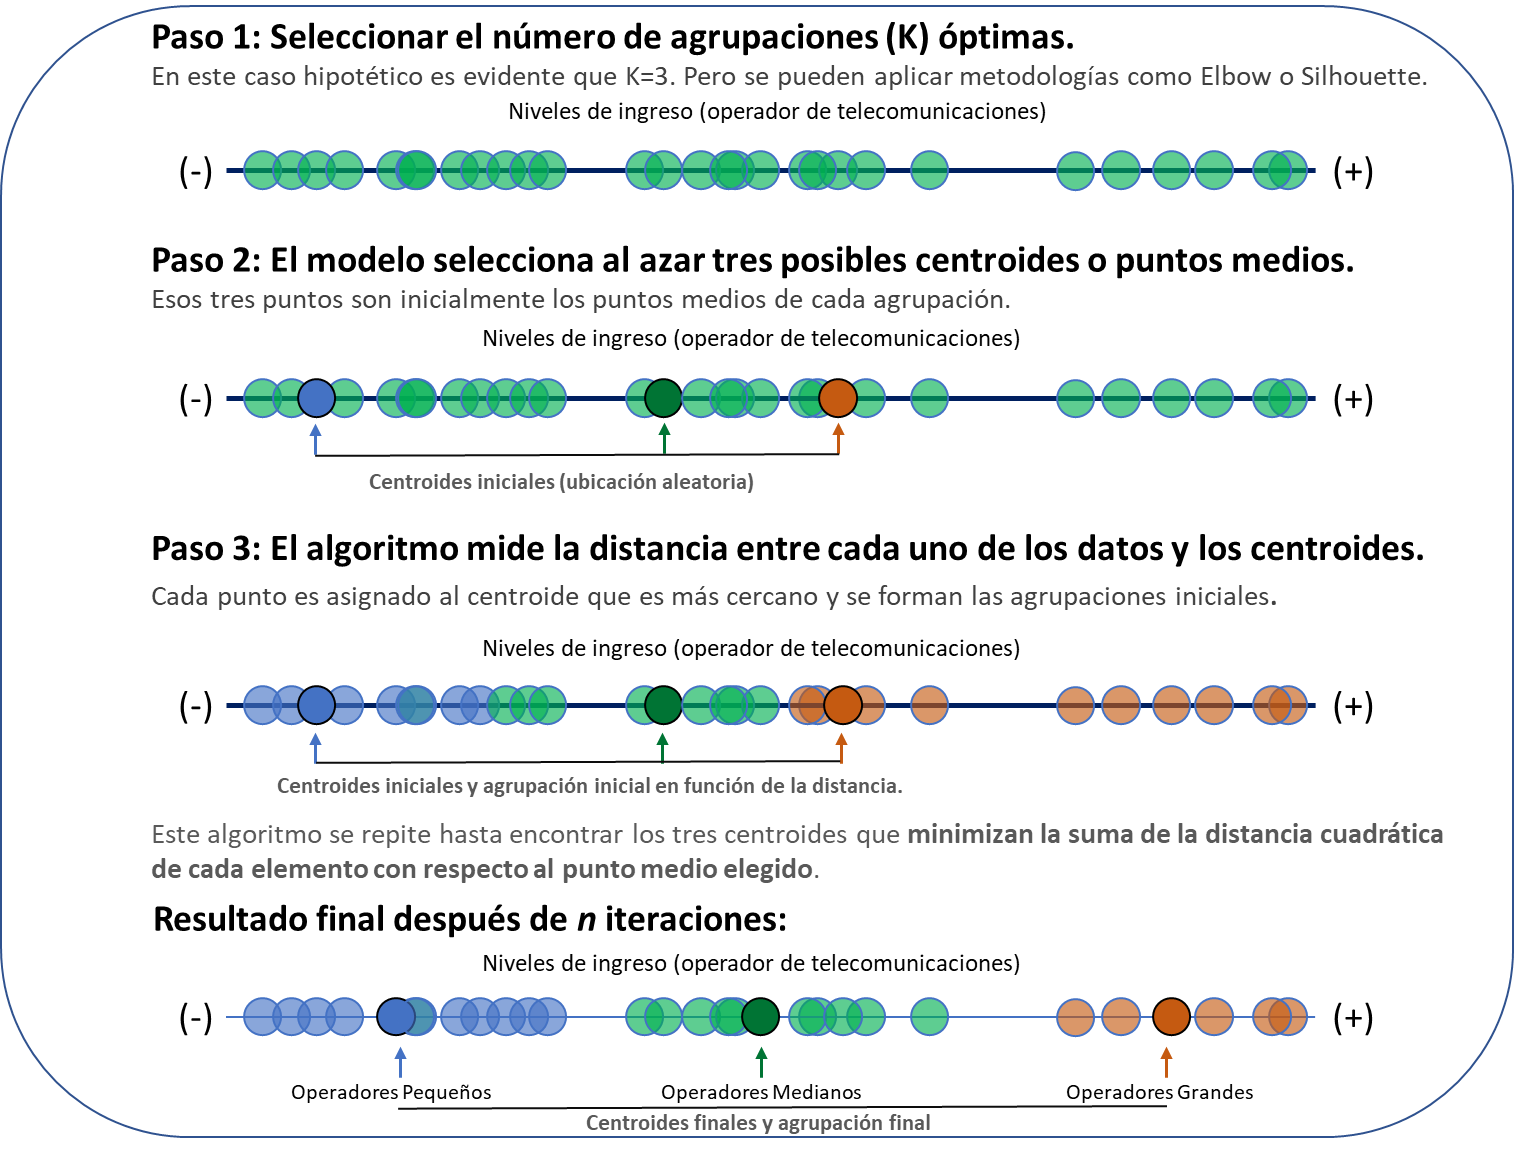 Paso 1: Seleccionar el número de agrupaciones (K) óptimas.
En este caso hipotético es evidente que K=3. Pero se pueden aplicar metodologías como Elbow o Silhouette.
Niveles de ingreso (operador de telecomunicaciones)
(-) (+)
Paso 2: El modelo selecciona al azar tres posibles centroides o puntos medios.
Esos tres puntos son inicialmente los puntos medios de cada agrupación.
Niveles de ingreso (operador de telecomunicaciones)
(-) (+)
Centroides iniciales (ubicación aleatoria)
Paso 3: El algoritmo mide la distancia entre cada uno de los datos y los centroides.
Cada punto es asignado al centroide que es más cercano y se forman las agrupaciones iniciales.
Niveles de ingreso (operador de telecomunicaciones)
(-) (+)
Centroides iniciales y agrupación inicial en función de la distancia.
Este algoritmo se repite hasta encontrar los tres centroides que minimizan la suma de la distancia cuadrática
de cada elemento con respecto al punto medio elegido.
Resultado final después de n iteraciones:
Niveles de ingreso (operador de telecomunicaciones)
(-) (+)
Operadores Pequeños Operadores Medianos Operadores Grandes
Centroides finales y agrupación final